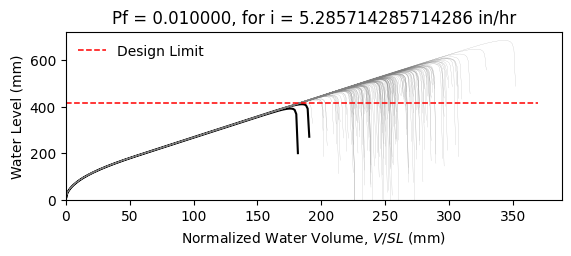 Pf = 0.010000, for i = 5.285714285714286 in/hr
Design Limit
Water Level (mm)
600
400
200
0
0 50 100 150 200 250 300 350
Normalized Water Volume, V/SL (mm)